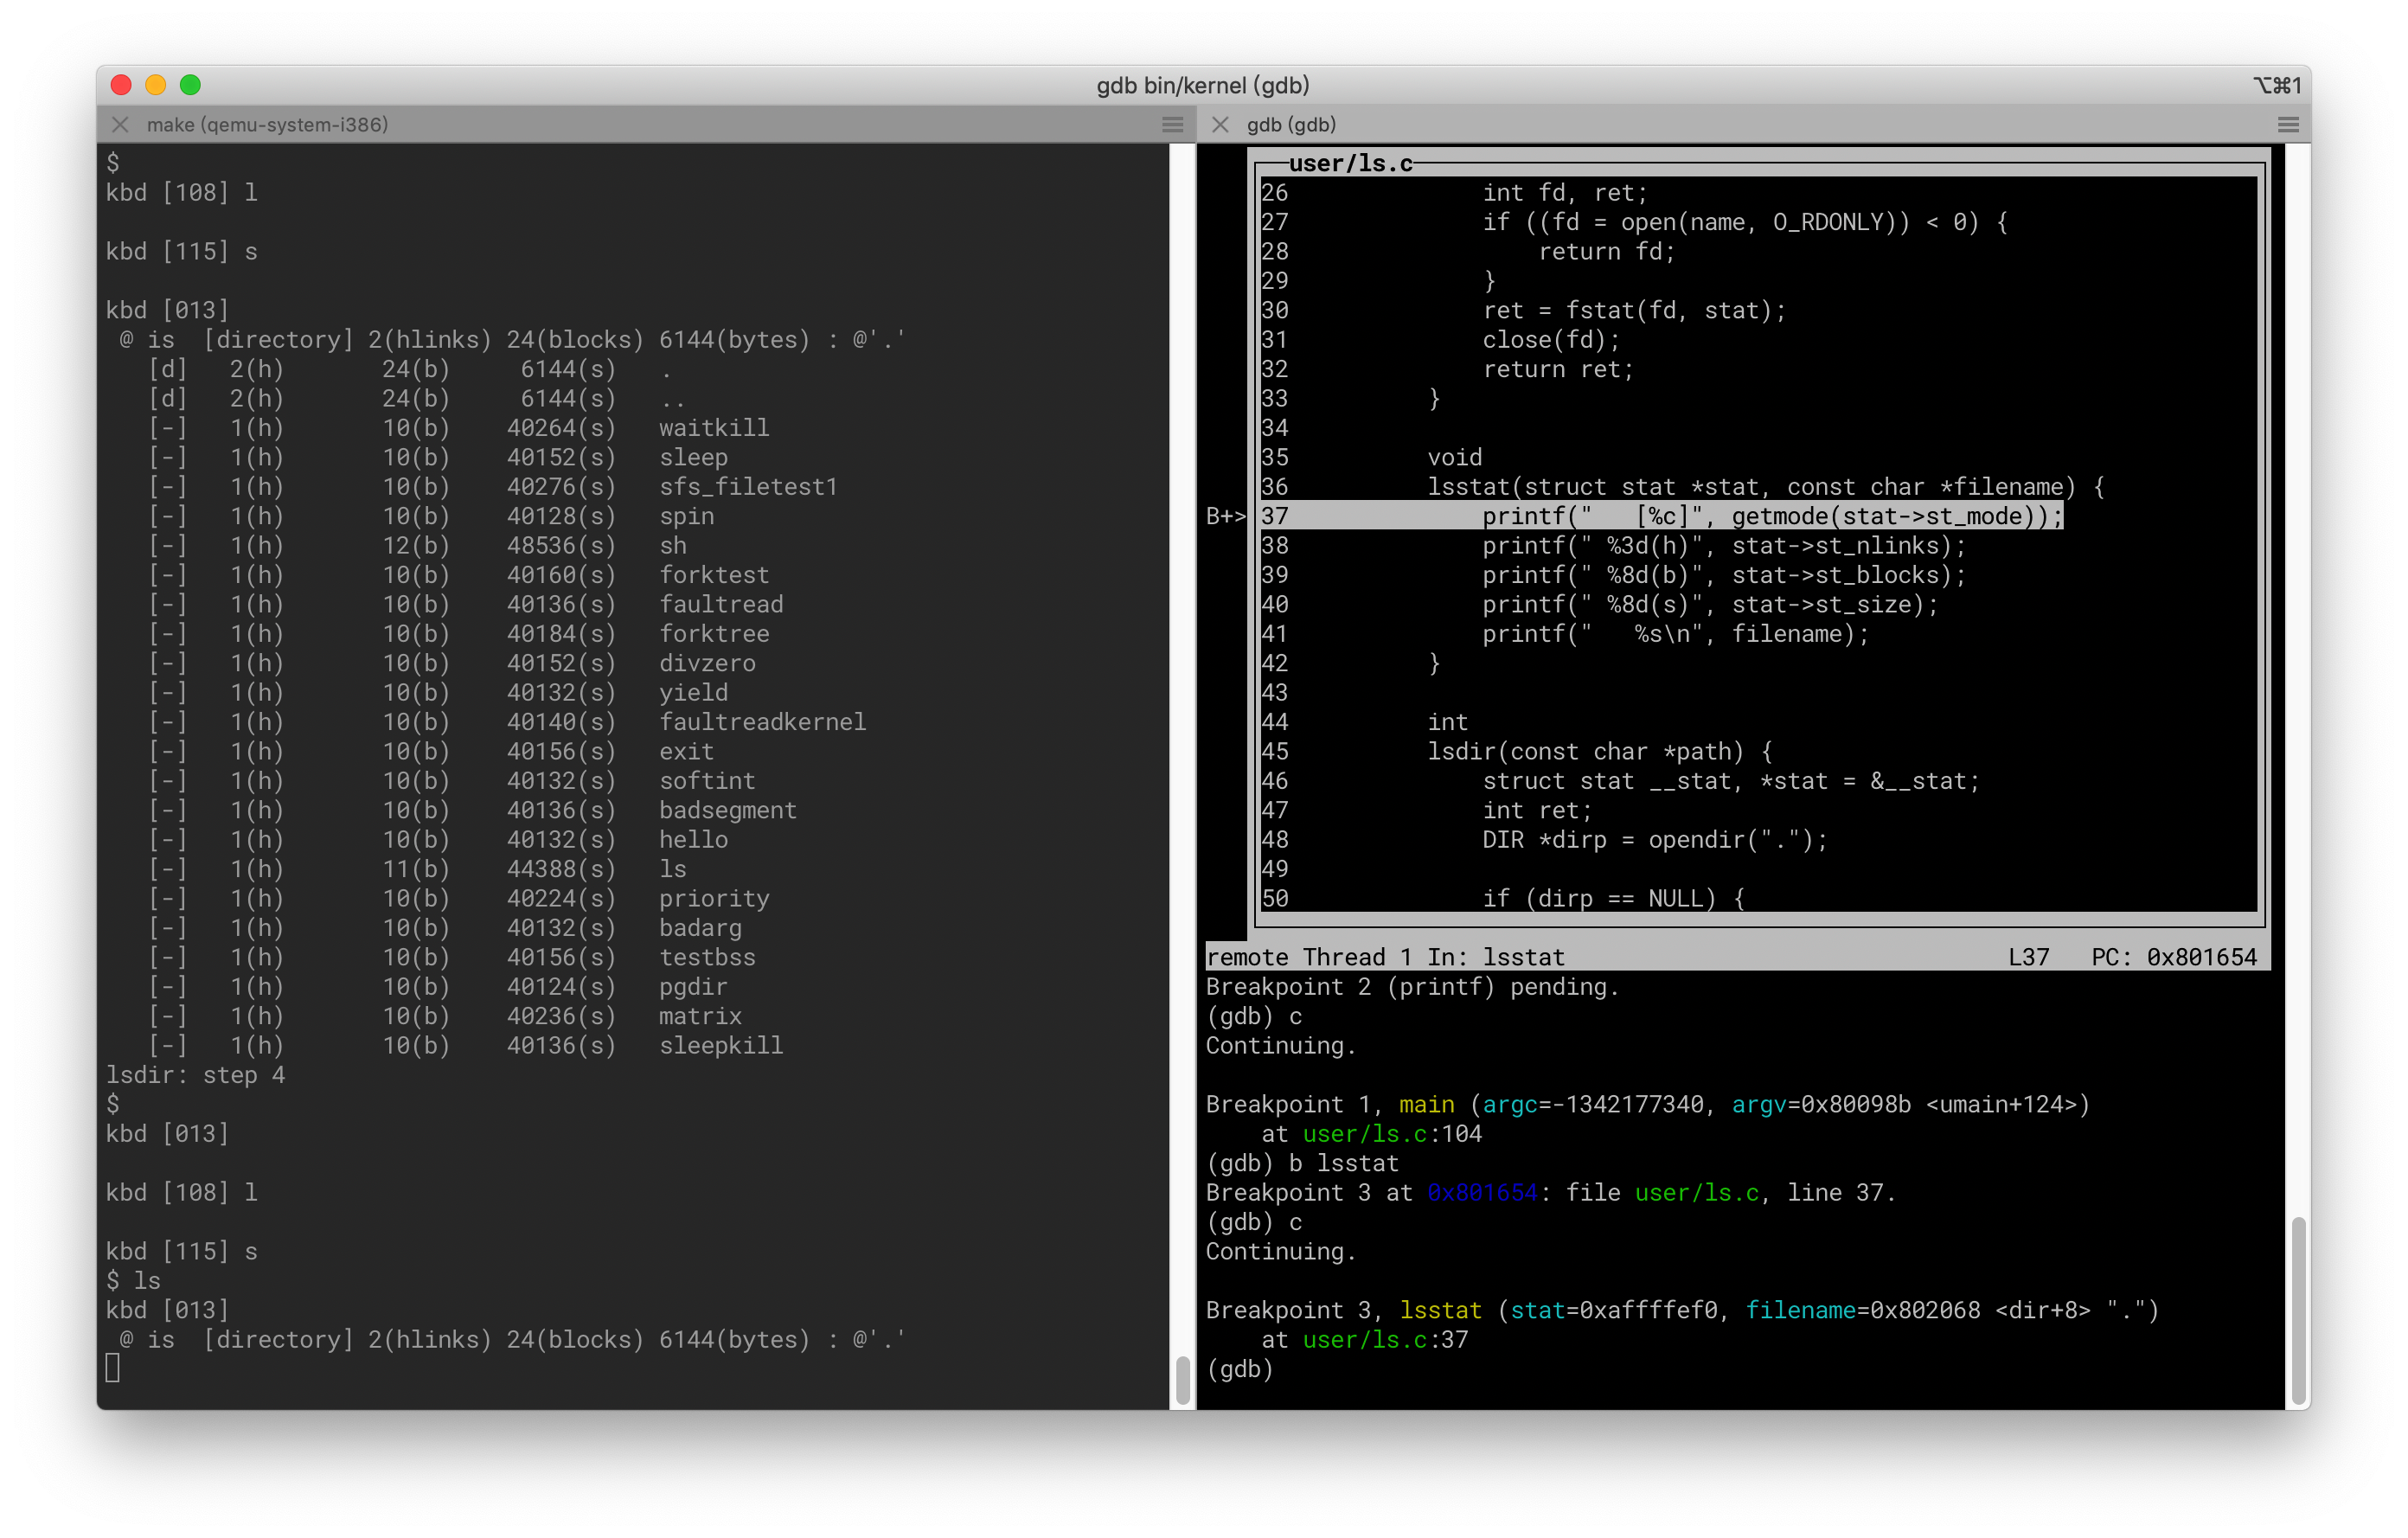 gdb bin/kernel (gdb)
⌥⌘1
make (qemu-system-i386)
$
kbd [108] l
kbd [115] s
kbd [013]
 @ is  [directory] 2(hlinks) 24(blocks) 6144(bytes) : @'.'
   [d]   2(h)       24(b)     6144(s)   .
   [d]   2(h)       24(b)     6144(s)   ..
   [-]   1(h)       10(b)    40264(s)   waitkill
   [-]   1(h)       10(b)    40152(s)   sleep
   [-]   1(h)       10(b)    40276(s)   sfs_filetest1
   [-]   1(h)       10(b)    40128(s)   spin
   [-]   1(h)       12(b)    48536(s)   sh
   [-]   1(h)       10(b)    40160(s)   forktest
   [-]   1(h)       10(b)    40136(s)   faultread
   [-]   1(h)       10(b)    40184(s)   forktree
   [-]   1(h)       10(b)    40152(s)   divzero
   [-]   1(h)       10(b)    40132(s)   yield
   [-]   1(h)       10(b)    40140(s)   faultreadkernel
   [-]   1(h)       10(b)    40156(s)   exit
   [-]   1(h)       10(b)    40132(s)   softint
   [-]   1(h)       10(b)    40136(s)   badsegment
   [-]   1(h)       10(b)    40132(s)   hello
   [-]   1(h)       11(b)    44388(s)   ls
   [-]   1(h)       10(b)    40224(s)   priority
   [-]   1(h)       10(b)    40132(s)   badarg
   [-]   1(h)       10(b)    40156(s)   testbss
   [-]   1(h)       10(b)    40124(s)   pgdir
   [-]   1(h)       10(b)    40236(s)   matrix
   [-]   1(h)       10(b)    40136(s)   sleepkill
lsdir: step 4
$
kbd [013]
kbd [108] l
kbd [115] s
$ ls
kbd [013]
 @ is  [directory] 2(hlinks) 24(blocks) 6144(bytes) : @'.'
gdb (gdb)
user/ls.c
26              int fd, ret;
27              if ((fd = open(name, O_RDONLY)) < 0) {
28                  return fd;
29              }
30              ret = fstat(fd, stat);
31              close(fd);
32              return ret;
33          }
34
35          void
36          lsstat(struct stat *stat, const char *filename) {
B+> 37              printf("   [%c]", getmode(stat->st_mode));
38              printf(" %3d(h)", stat->st_nlinks);
39              printf(" %8d(b)", stat->st_blocks);
40              printf(" %8d(s)", stat->st_size);
41              printf("   %s\n", filename);
42          }
43
44          int
45          lsdir(const char *path) {
46              struct stat __stat, *stat = &__stat;
47              int ret;
48              DIR *dirp = opendir(".");
49
50              if (dirp == NULL) {
remote Thread 1 In: lsstat                                L37   PC: 0x801654
Breakpoint 2 (printf) pending.
(gdb) c
Continuing.
Breakpoint 1, main (argc=-1342177340, argv=0x80098b <umain+124>)
    at user/ls.c:104
(gdb) b lsstat
Breakpoint 3 at 0x801654: file user/ls.c, line 37.
(gdb) c
Continuing.
Breakpoint 3, lsstat (stat=0xaffffef0, filename=0x802068 <dir+8> ".")
    at user/ls.c:37
(gdb)